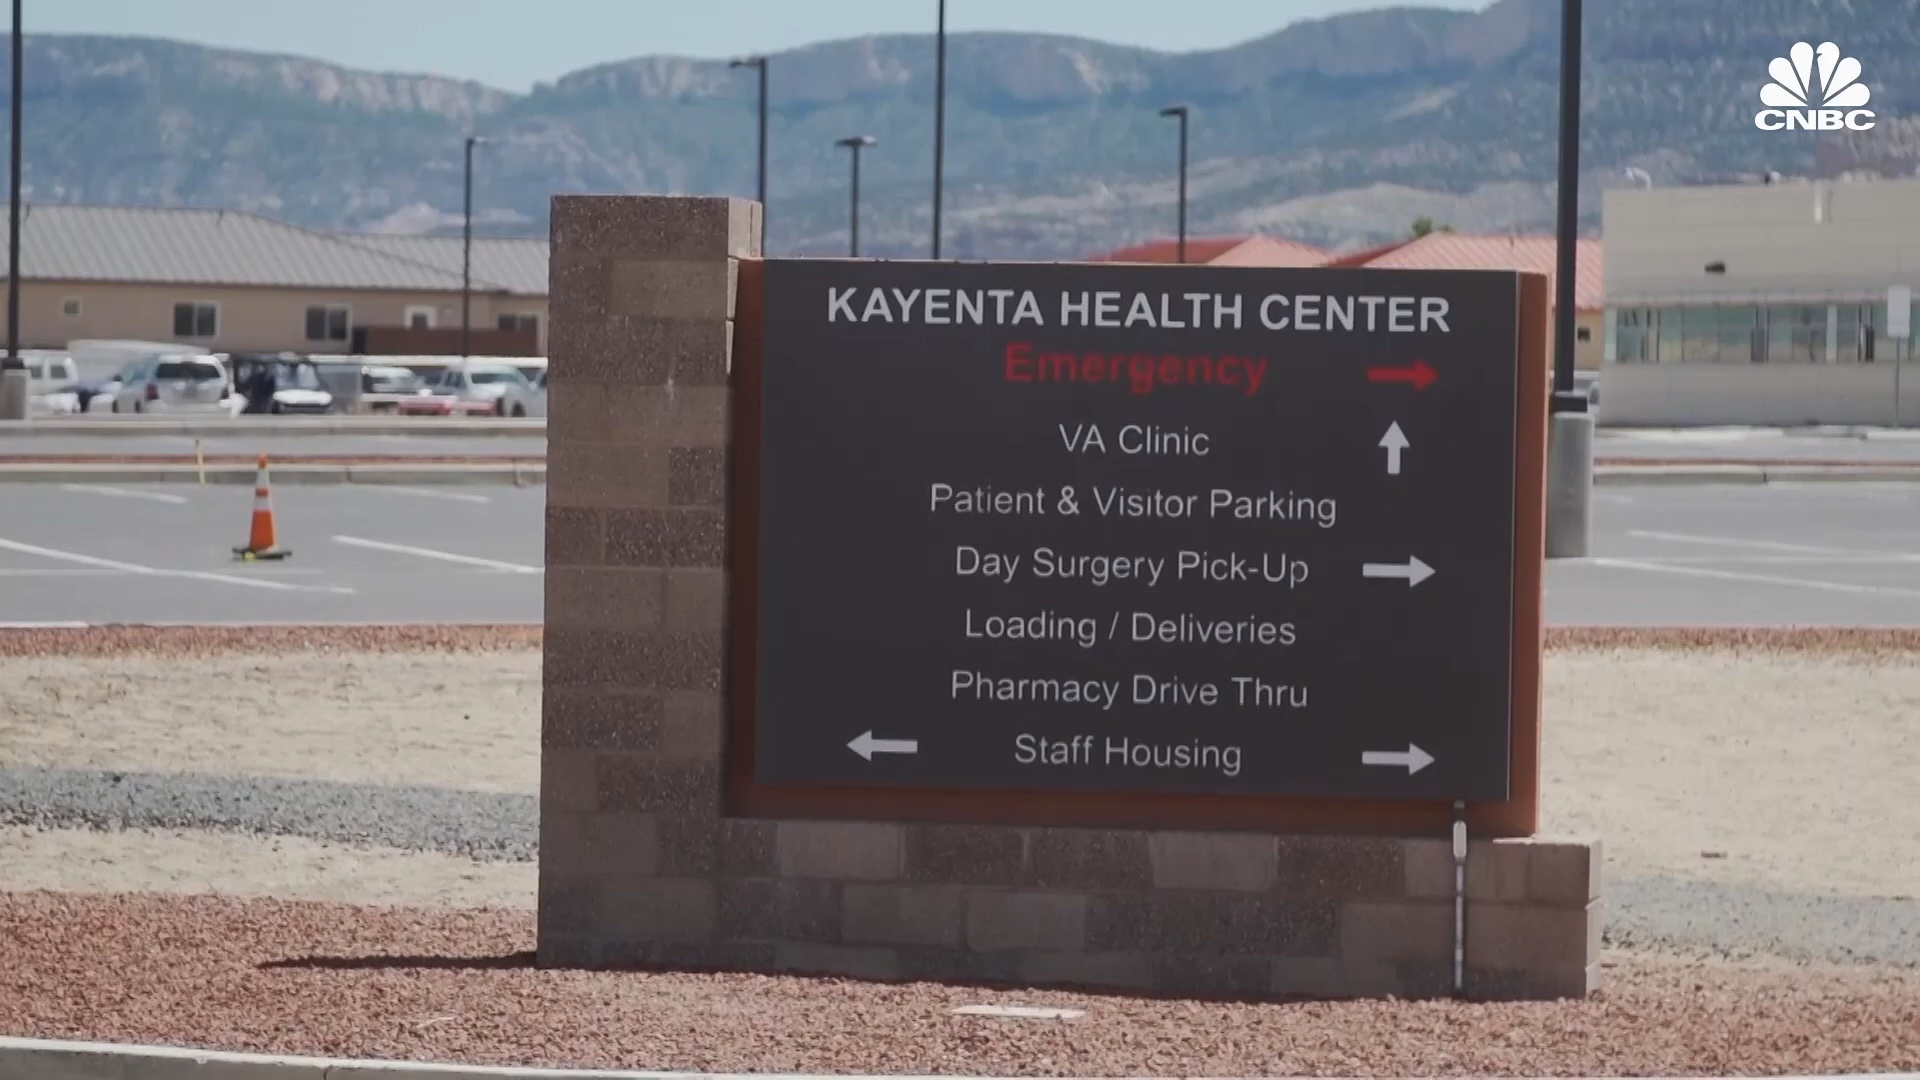 CNBC
KAYENTA HEALTH CENTER
Emergency
VA Clinic
Patient & Visitor Parking
Day Surgery Pick-Up
Loading / Deliveries
Pharmacy Drive Thru
Staff Housing